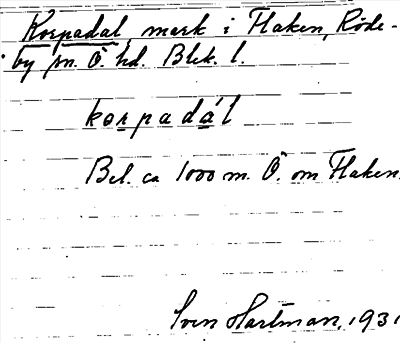 Korpadal, mark i Flaken, Röde-
by sn. Ö. hd. Blek. l.
korpadál
Bel. ca 1000 m. Ö. om Flaken.
Sven Hartman, 1931